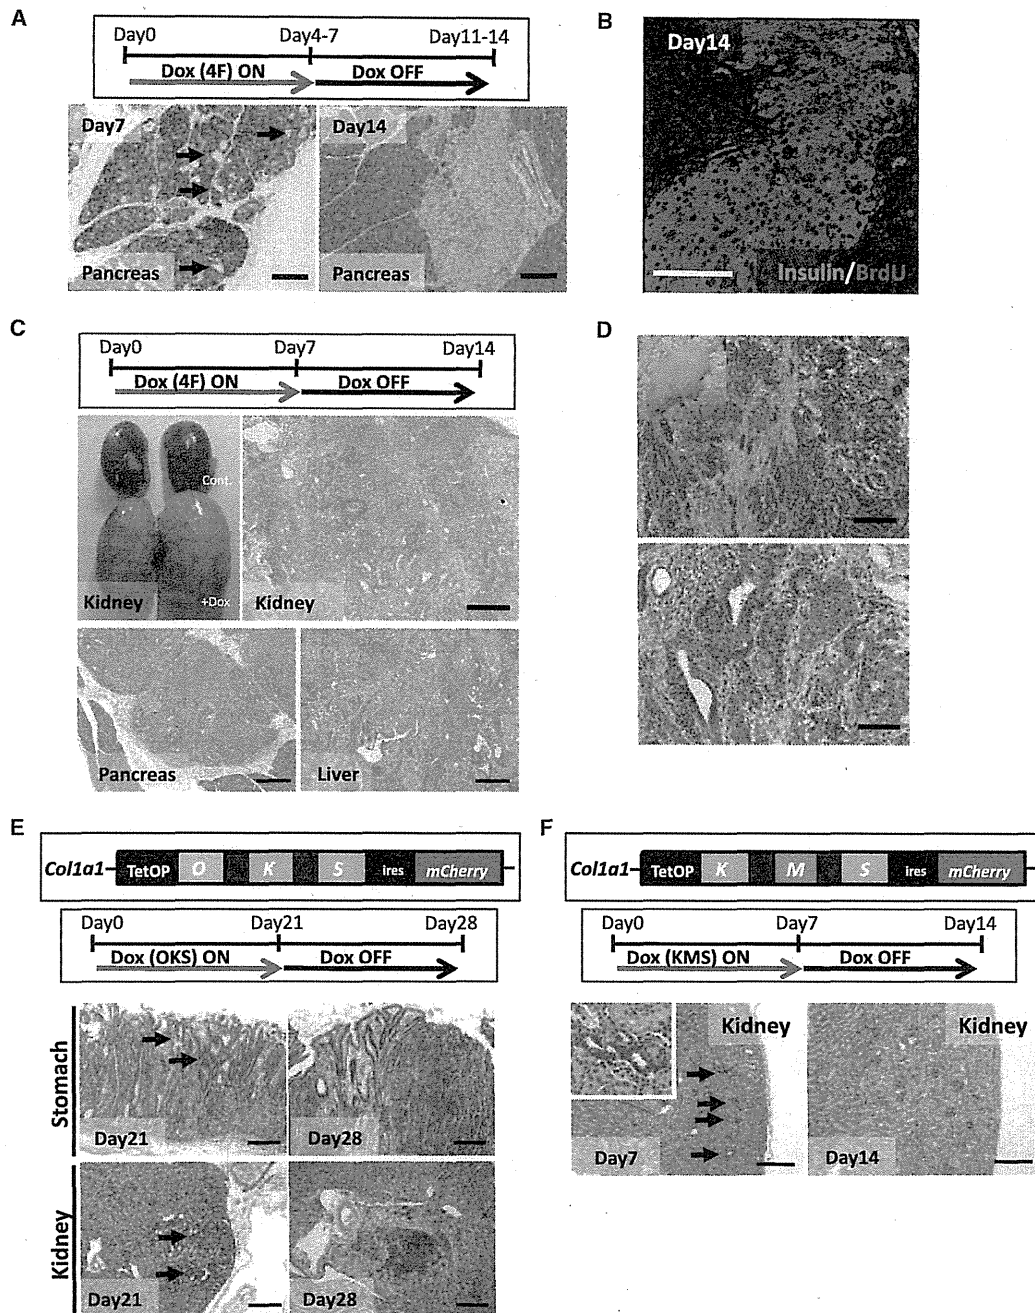 A
Day0 Day4-7 Day11-14
Dox (4F) ON Dox OFF
Day7 Day14
Pancreas Pancreas
B
Day14
Insulin/BrdU
C
Day0 Day7 Day14
Dox (4F) ON Dox OFF
Cont.
+Dox
Kidney Kidney
Pancreas Liver
D
E
Col1a1 TetOP O K S ires mCherry
Day0 Day21 Day28
Dox (OKS) ON Dox OFF
Stomach
Day21 Day28
Kidney
Day21 Day28
F
Col1a1 TetOP K M S ires mCherry
Day0 Day7 Day14
Dox (KMS) ON Dox OFF
Kidney Kidney
Day7 Day14